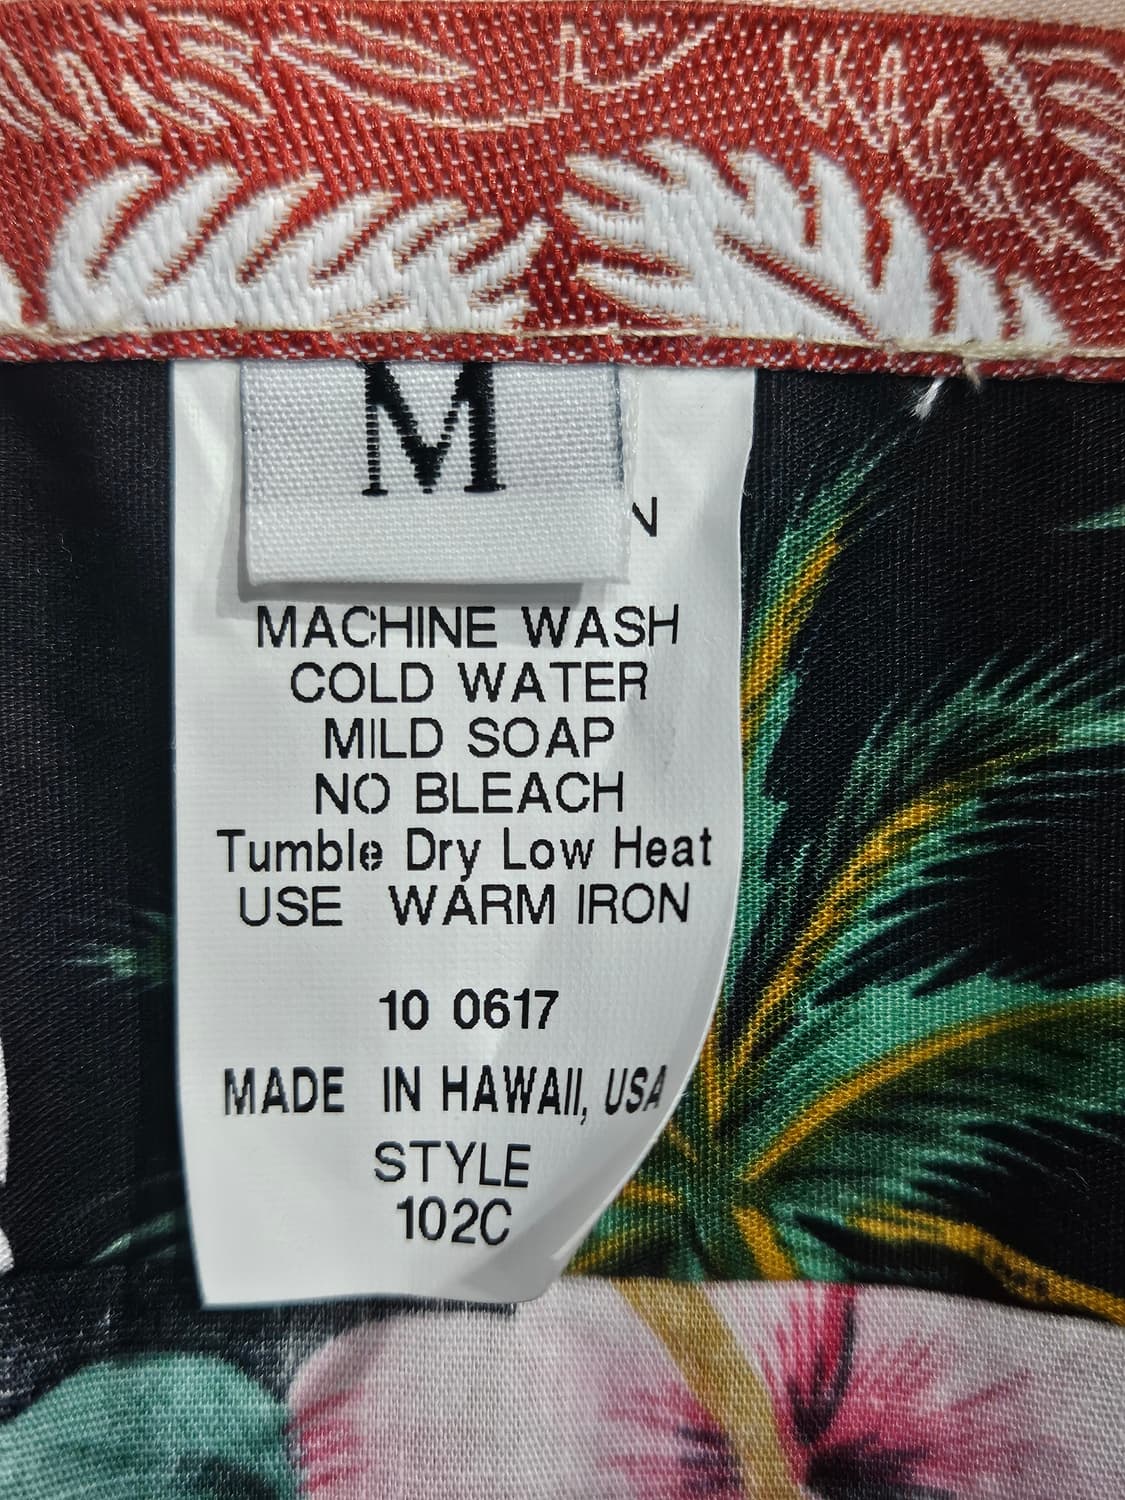 M
N
MACHINE WASH
COLD WATER
MILD SOAP
NO BLEACH
Tumble Dry Low Heat
USE WARM IRON
10 0617
MADE IN HAWAII, USA
STYLE
102C